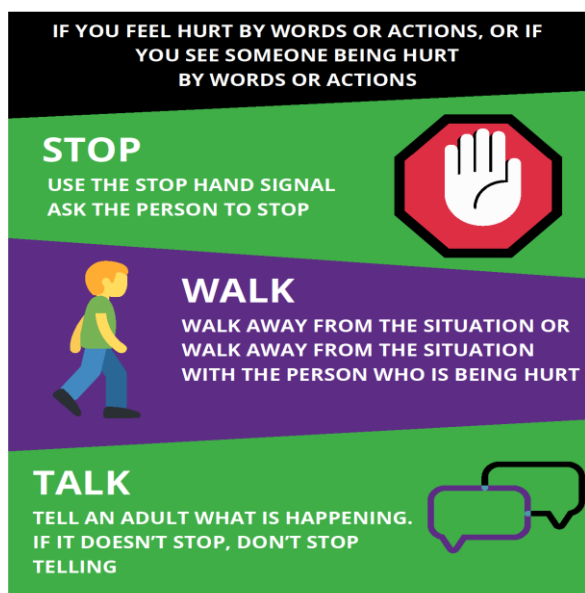 IF YOU FEEL HURT BY WORDS OR ACTIONS, OR IF
YOU SEE SOMEONE BEING HURT
BY WORDS OR ACTIONS
STOP
USE THE STOP HAND SIGNAL
ASK THE PERSON TO STOP
WALK
WALK AWAY FROM THE SITUATION OR
WALK AWAY FROM THE SITUATION
WITH THE PERSON WHO IS BEING HURT
TALK
TELL AN ADULT WHAT IS HAPPENING.
IF IT DOESN'T STOP, DON'T STOP
TELLING